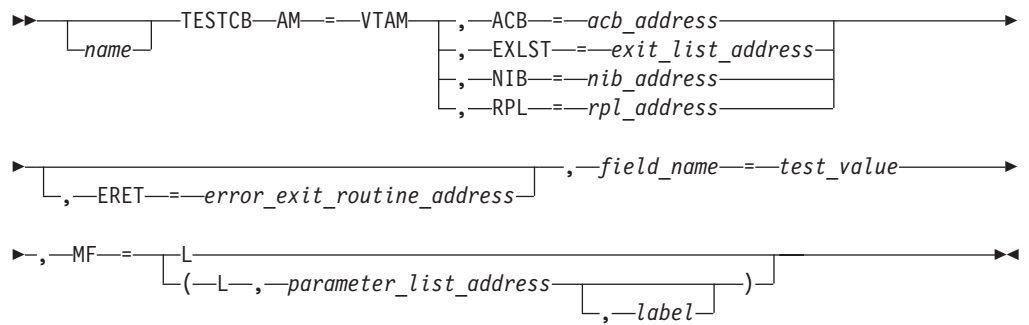 TESTCB AM = VTAM , ACB = acb_address
name , EXLST = exit_list_address
, NIB = nib_address
, RPL = rpl_address
, field_name = test_value
, ERET = error_exit_routine_address
, MF = L
( L , parameter_list_address )
, label